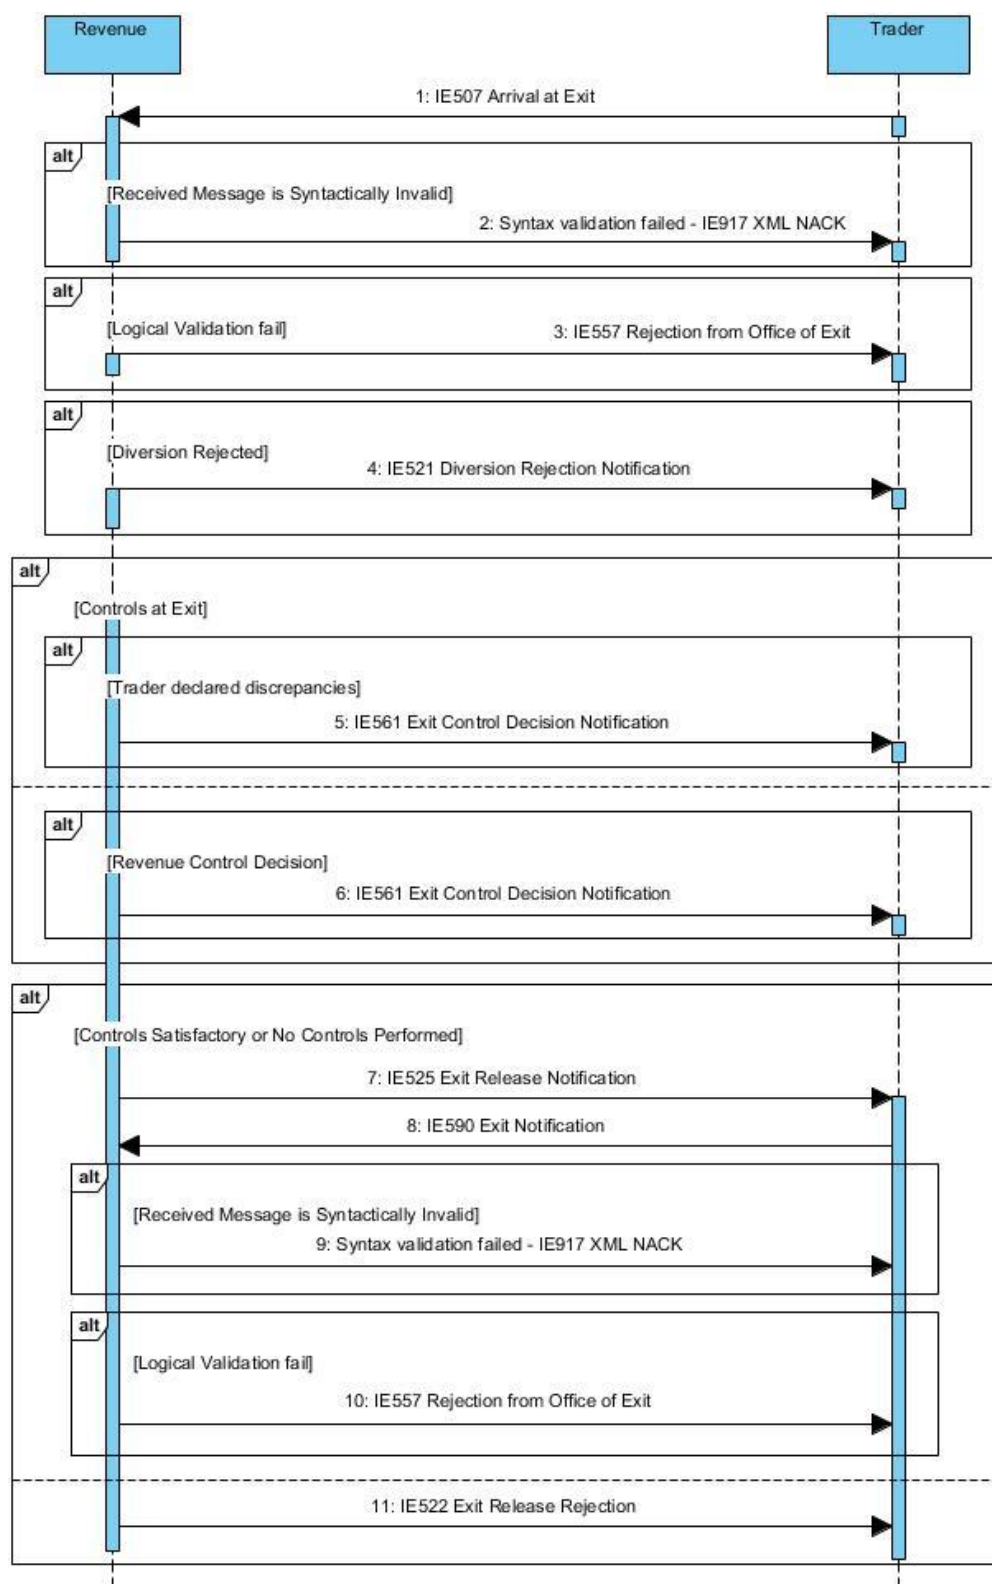 Revenue
Trader
1: IE507 Arrival at Exit
alt
[Received Message is Syntactically Invalid]
2: Syntax validation failed - IE917 XML NACK
alt
[Logical Validation fail]
3: IE557 Rejection from Office of Exit
alt
[Diversion Rejected]
4: IE521 Diversion Rejection Notification
alt
[Controls at Exit]
alt
[Trader declared discrepancies]
5: IE561 Exit Control Decision Notification
alt
[Revenue Control Decision]
6: IE561 Exit Control Decision Notification
alt
[Controls Satisfactory or No Controls Performed]
7: IE525 Exit Release Notification
8: IE590 Exit Notification
alt
[Received Message is Syntactically Invalid]
9: Syntax validation failed - IE917 XML NACK
alt
[Logical Validation fail]
10: IE557 Rejection from Office of Exit
11: IE522 Exit Release Rejection